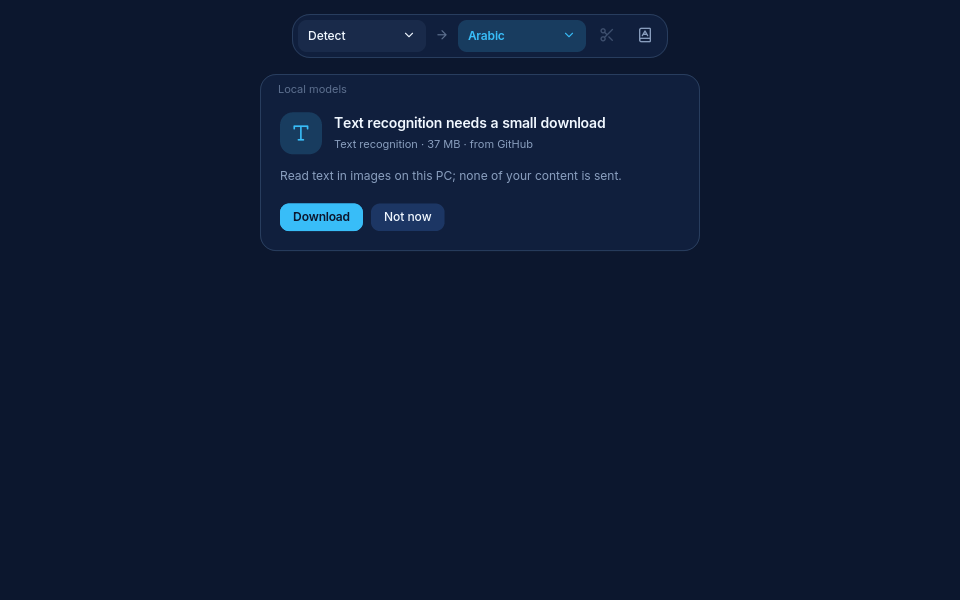 Detect
Arabic
Local models
Text recognition needs a small download
Text recognition · 37 MB · from GitHub
Read text in images on this PC; none of your content is sent.
Download
Not now